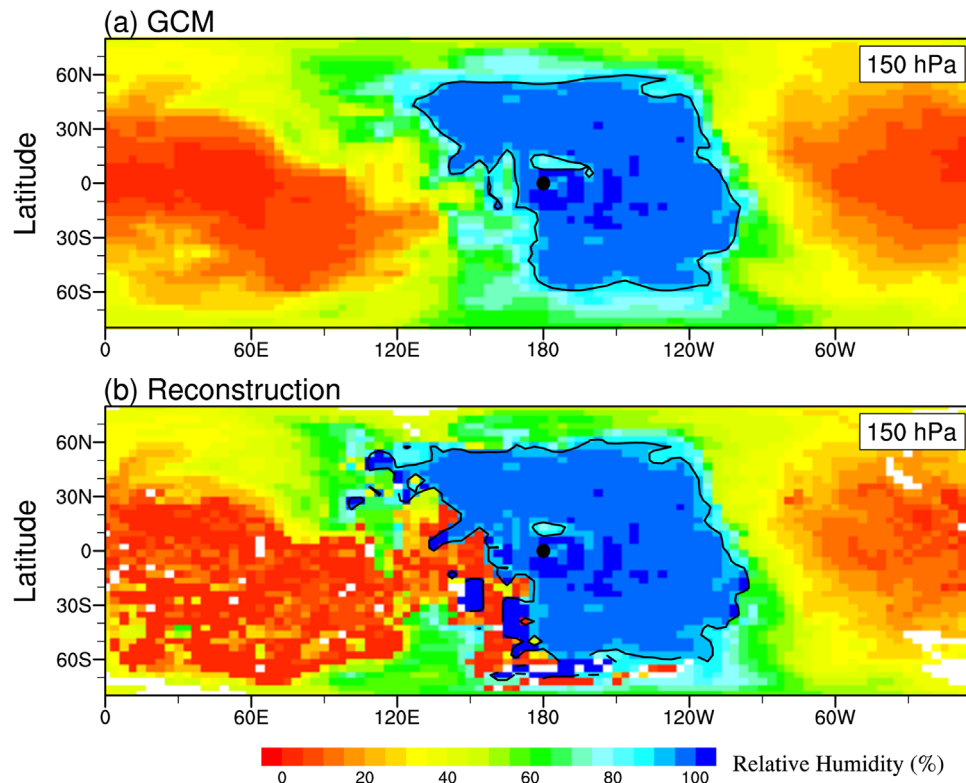 (a) GCM
150 hPa
Latitude
60N
30N
0
30S
60S
0 60E 120E 180 120W 60W
(b) Reconstruction
150 hPa
Latitude
60N
30N
0
30S
60S
0 60E 120E 180 120W 60W
0 20 40 60 80 100 Relative Humidity (%)